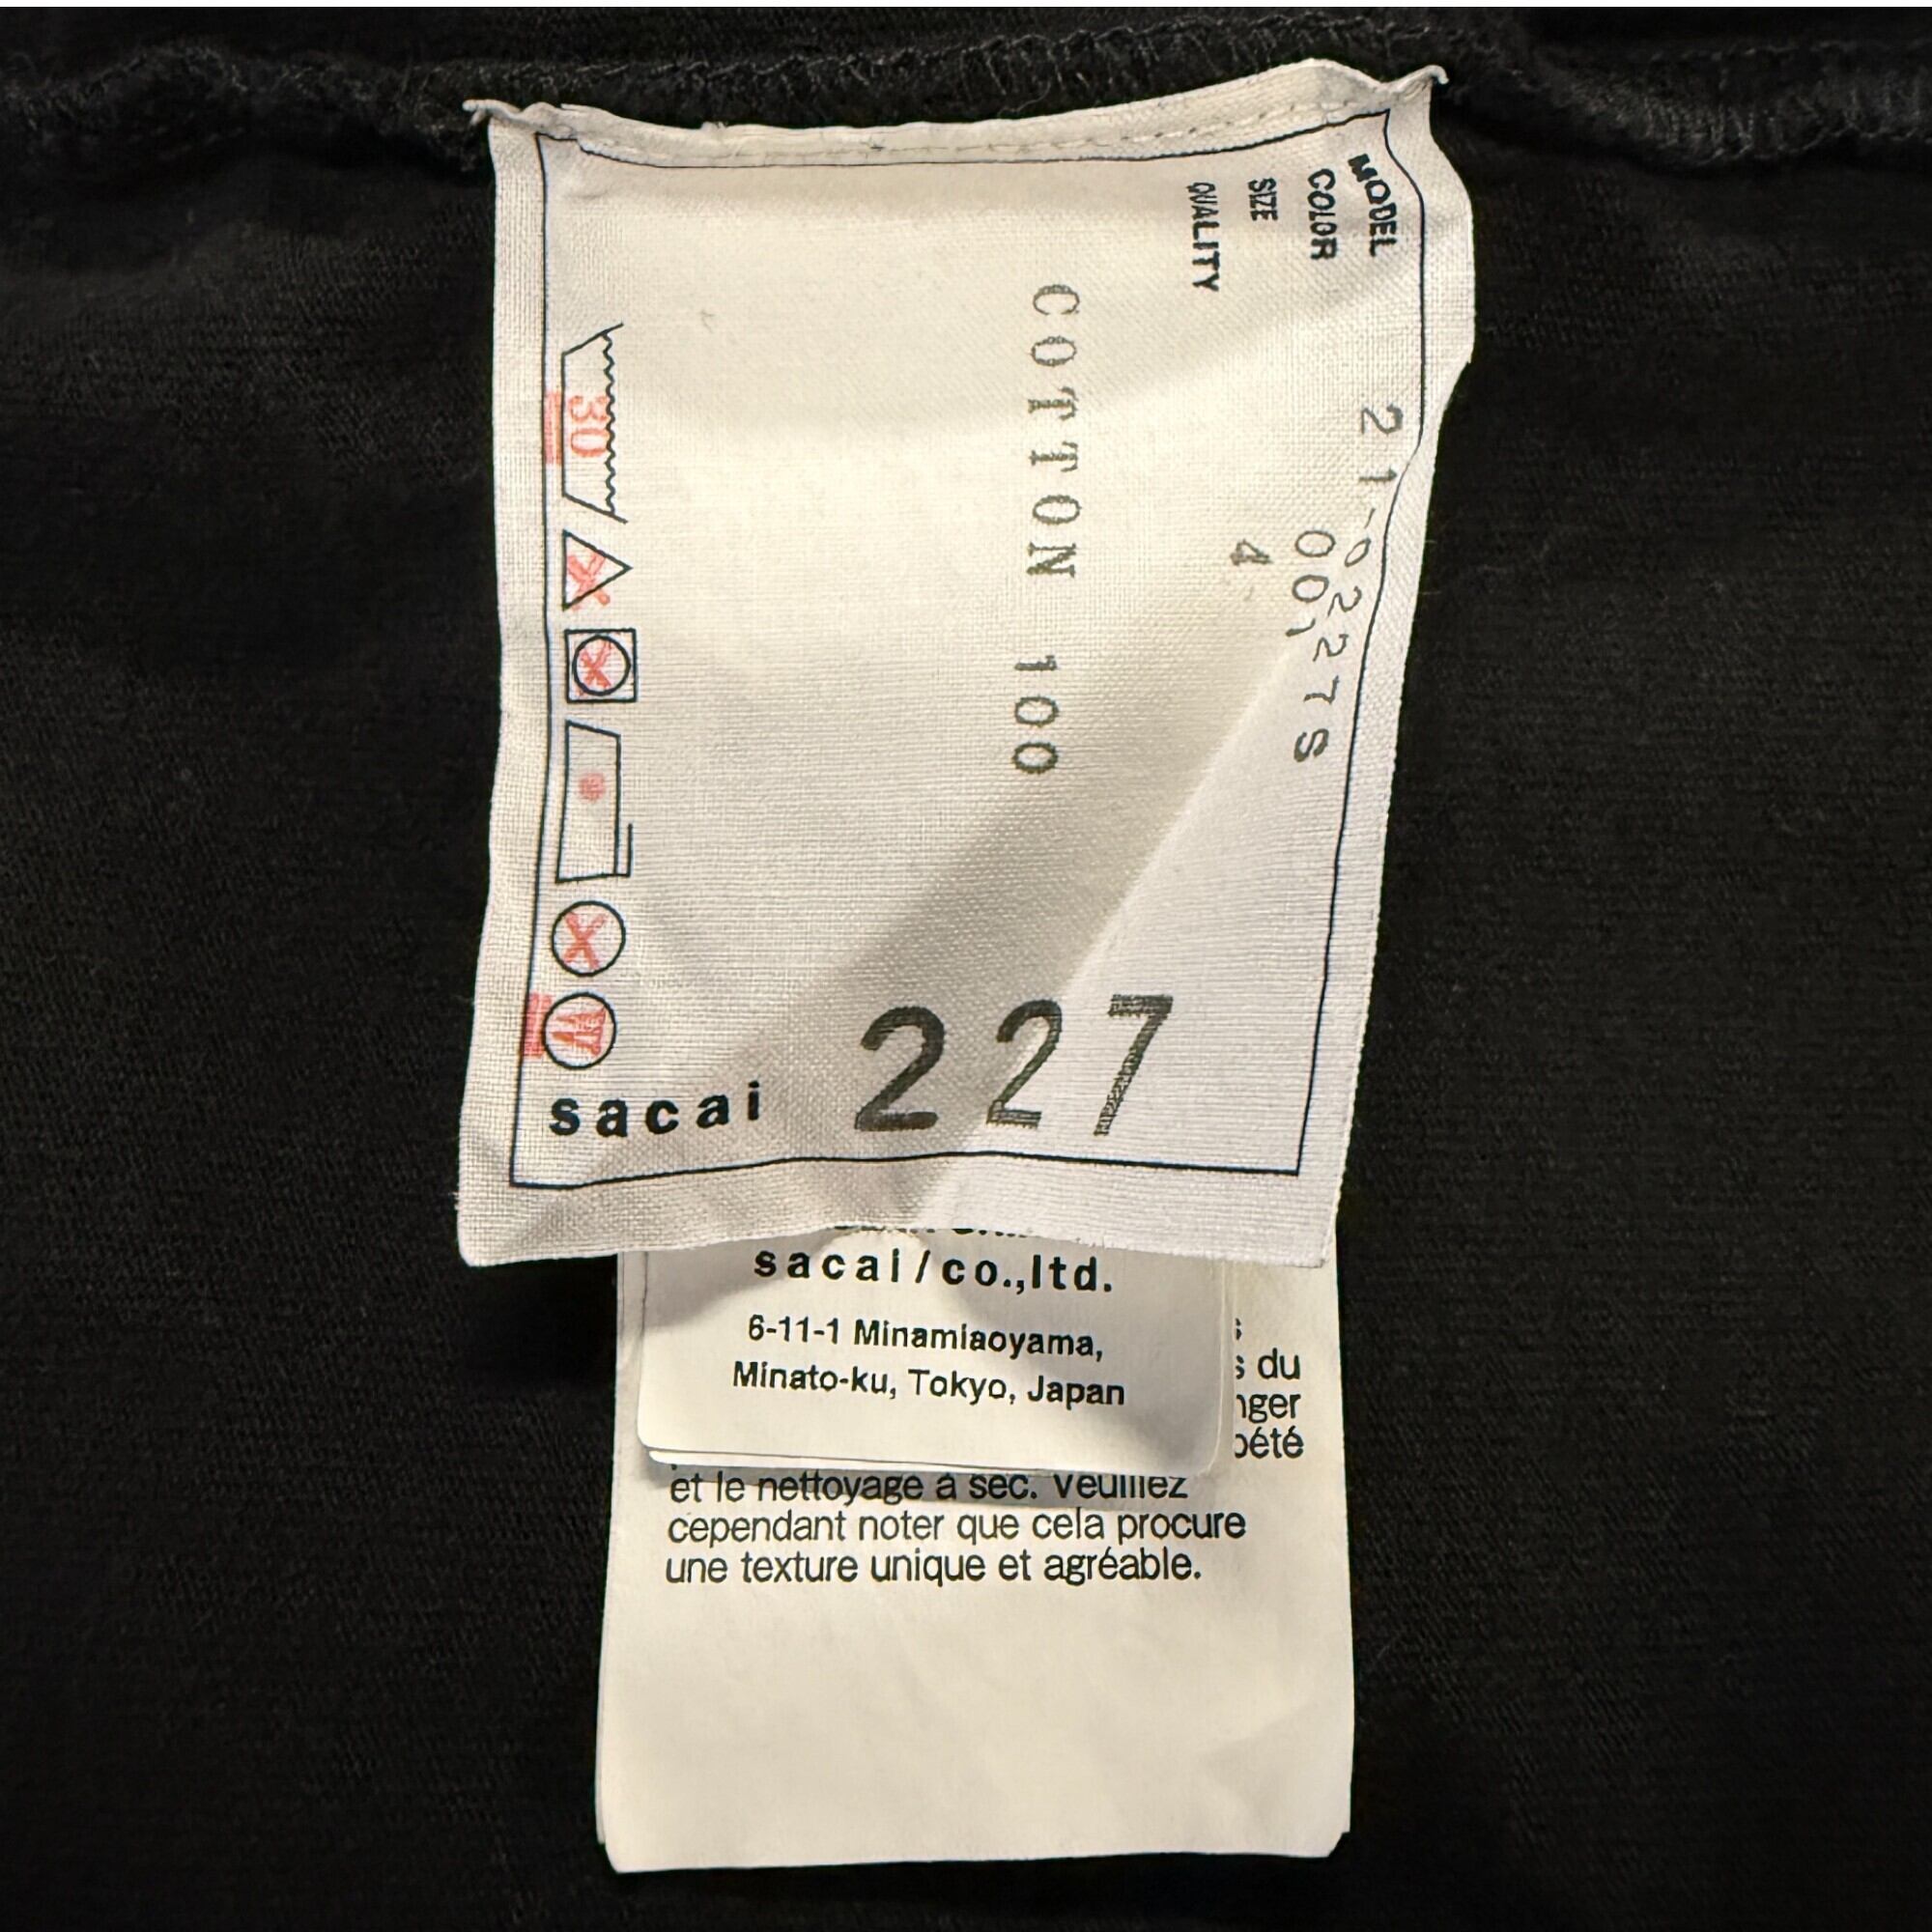 MODEL 21-0227S
COLOR 001
SIZE 4
QUALITY
COTTON 100
30
W
sacai 227
sacai/co.,ltd.
6-11-1 Minamiaoyama,
Minato-ku, Tokyo, Japan
du
et le nettoyage à sec. Veuillez
cependant noter que cela procure
une texture unique et agréable.